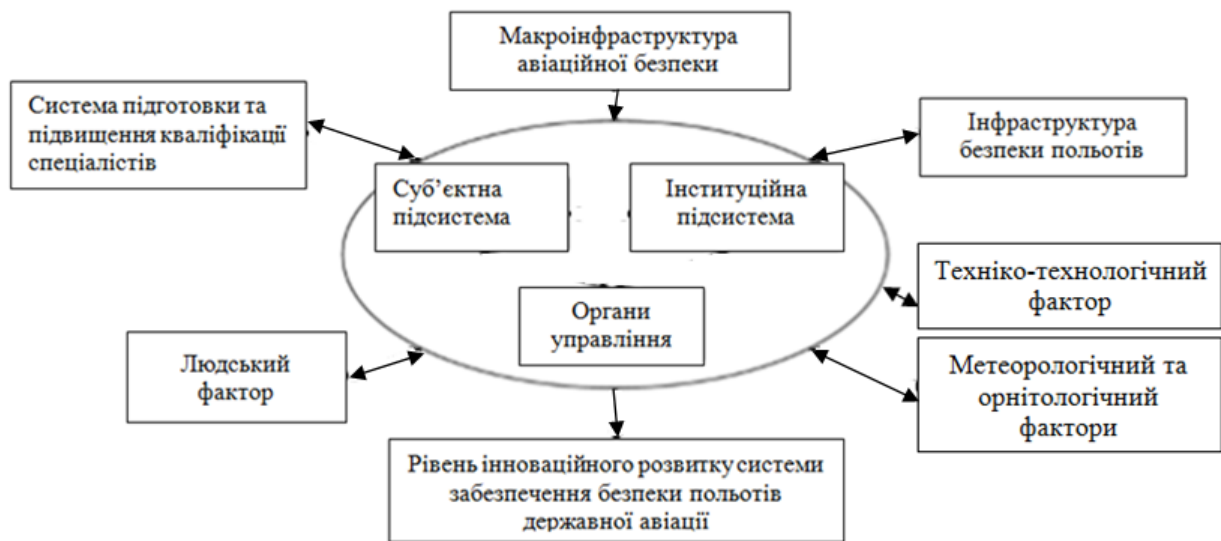 Макроінфраструктура
авіаційної безпеки
Система підготовки та
підвищення кваліфікації
спеціалістів
Інфраструктура
безпеки польотів
Суб’єктна
підсистема
Інституційна
підсистема
Техніко-технологічний
фактор
Органи
управління
Людський
фактор
Метеорологічний та
орнітологічний
фактори
Рівень інноваційного розвитку системи
забезпечення безпеки польотів
державної авіації